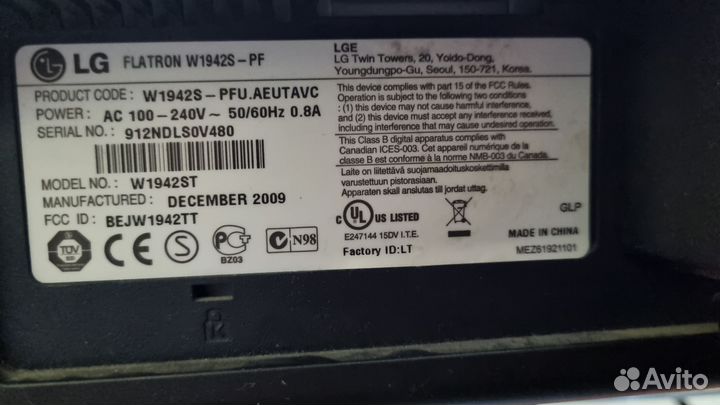 LG FLATRON W1942S-PF
PRODUCT CODE: W1942S-PFU.AEUTAVC
POWER: AC 100-240V~ 50/60Hz 0.8A
SERIAL NO.: 912NDLS0V480
MODEL NO.: W1942ST
MANUFACTURED: DECEMBER 2009
FCC ID: BEJW1942TT
TÜV
CE
S
PCT
BZ03
N98
LGE
LG Twin Towers, 20, Yoido-Dong,
Youngdungpo-Gu, Seoul, 150-721, Korea.
This device complies with part 15 of the FCC Rules.
Operation is subject to the following two conditions
: (1) this device may not cause harmful interference,
and (2) this device must accept any interference received,
including interference that may cause undesired operation.
This Class B digital apparatus complies with
Canadian ICES-003. Cet appareil numérique de la
classe B est conforme à la norme NMB-003 du Canada.
Laite on liitettävä suojamaadoituskoskettimilla
varustettuun pistorasiaan.
Apparaten skall anslutas till jordat uttag.
C UL US LISTED
E247144 15DV I.T.E.
Factory ID:LT
GLP
MADE IN CHINA
MEZ61921101
K
Avito